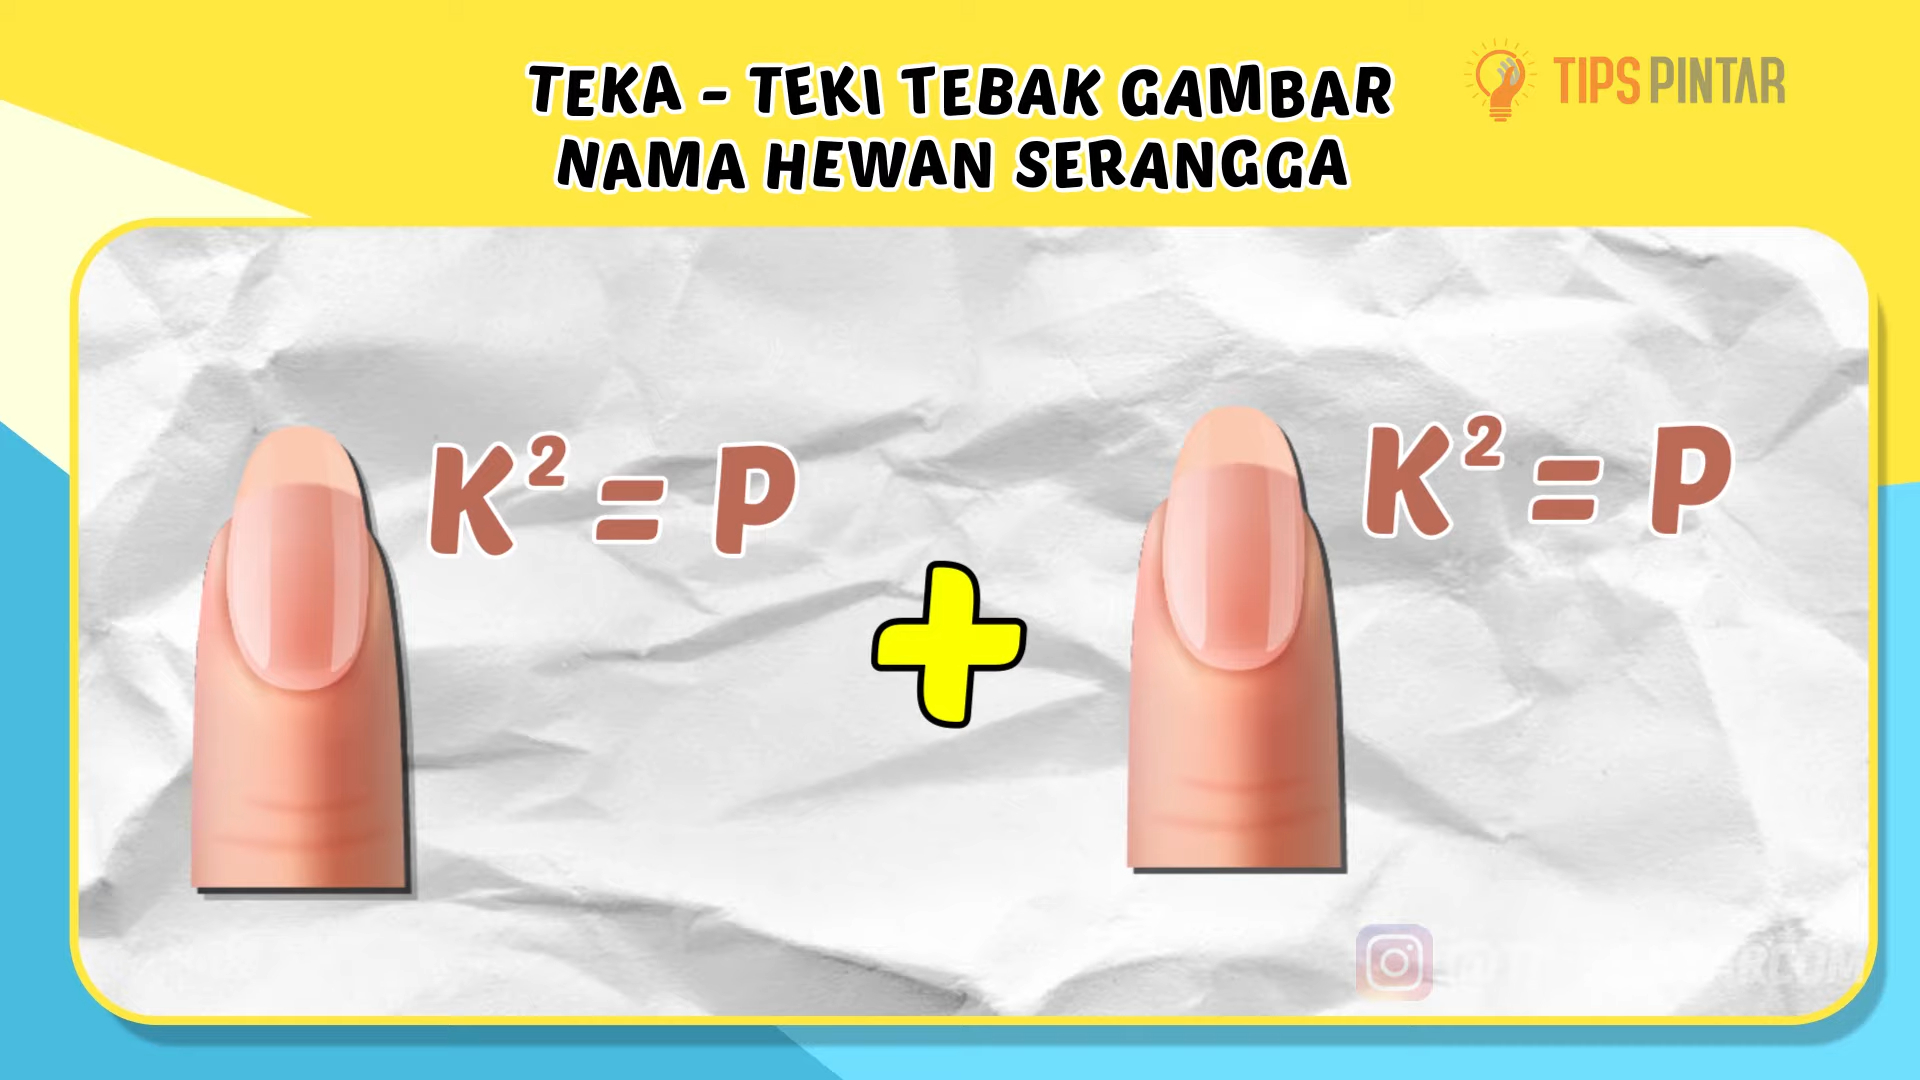 TEKA - TEKI TEBAK GAMBAR
NAMA HEWAN SERANGGA
TIPS PINTAR
K² = P
K² = P